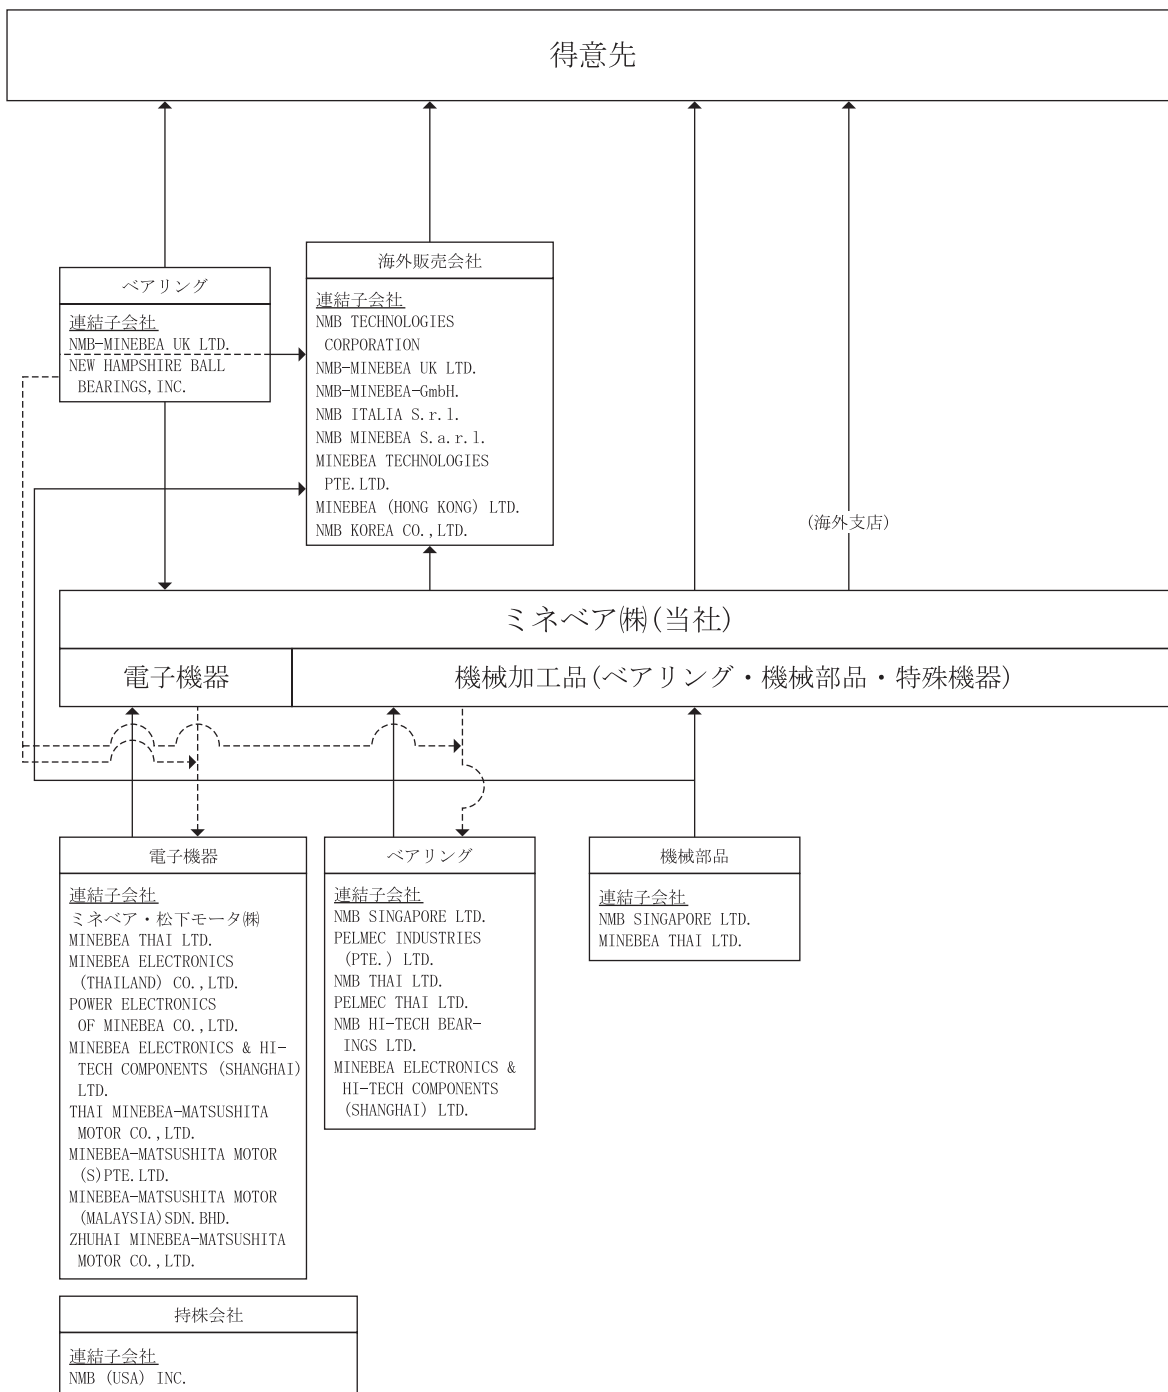 得意先
海外販売会社
連結子会社
NMB TECHNOLOGIES
CORPORATION
NMB-MINEBEA UK LTD.
NMB-MINEBEA-GmbH.
NMB ITALIA S.r.l.
NMB MINEBEA S.a.r.l.
MINEBEA TECHNOLOGIES
PTE.LTD.
MINEBEA (HONG KONG) LTD.
NMB KOREA CO.,LTD.
ベアリング
連結子会社
NMB-MINEBEA UK LTD.
NEW HAMPSHIRE BALL
BEARINGS,INC.
(海外支店)
ミネベア㈱(当社)
電子機器
機械加工品(ベアリング・機械部品・特殊機器)
電子機器
連結子会社
ミネベア・松下モータ㈱
MINEBEA THAI LTD.
MINEBEA ELECTRONICS
(THAILAND) CO.,LTD.
POWER ELECTRONICS
OF MINEBEA CO.,LTD.
MINEBEA ELECTRONICS & HI-
TECH COMPONENTS (SHANGHAI)
LTD.
THAI MINEBEA-MATSUSHITA
MOTOR CO.,LTD.
MINEBEA-MATSUSHITA MOTOR
(S)PTE.LTD.
MINEBEA-MATSUSHITA MOTOR
(MALAYSIA)SDN.BHD.
ZHUHAI MINEBEA-MATSUSHITA
MOTOR CO.,LTD.
ベアリング
連結子会社
NMB SINGAPORE LTD.
PELMEC INDUSTRIES
(PTE.) LTD.
NMB THAI LTD.
PELMEC THAI LTD.
NMB HI-TECH BEAR-
INGS LTD.
MINEBEA ELECTRONICS &
HI-TECH COMPONENTS
(SHANGHAI) LTD.
機械部品
連結子会社
NMB SINGAPORE LTD.
MINEBEA THAI LTD.
持株会社
連結子会社
NMB (USA) INC.